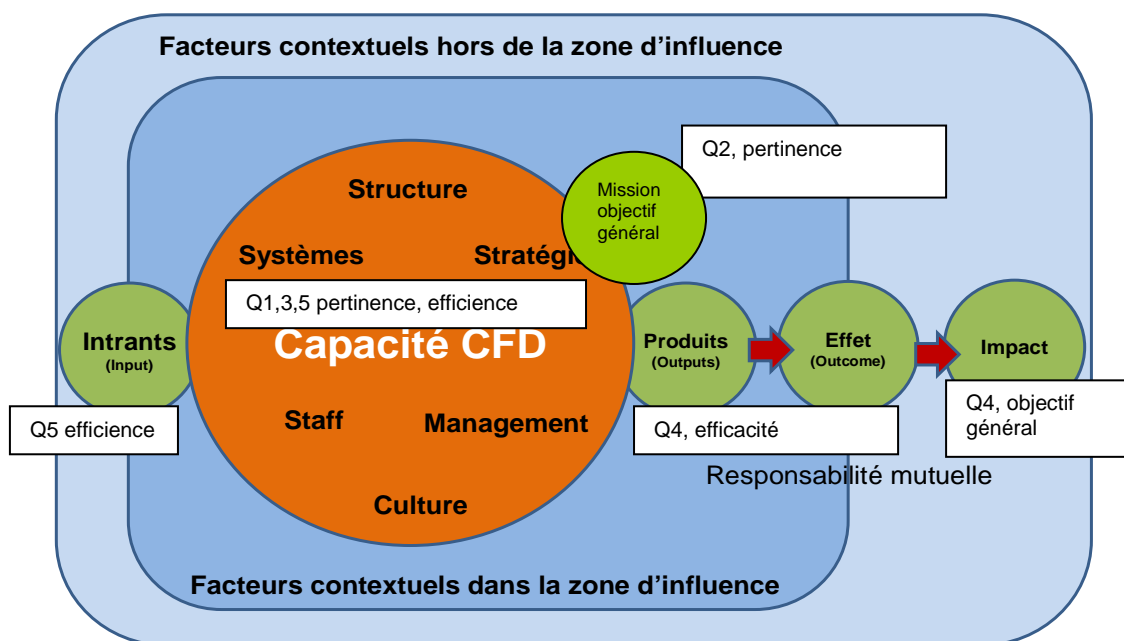 Facteurs contextuels hors de la zone d’influence
Q2, pertinence
Mission
objectif
général
Structure
Systèmes
Stratégie
Q1,3,5 pertinence, efficience
Capacité CFD
Intrants
(Input)
Produits
(Outputs)
Effet
(Outcome)
Impact
Q5 efficience
Staff
Management
Q4, efficacité
Q4, objectif
général
Responsabilité mutuelle
Culture
Facteurs contextuels dans la zone d’influence